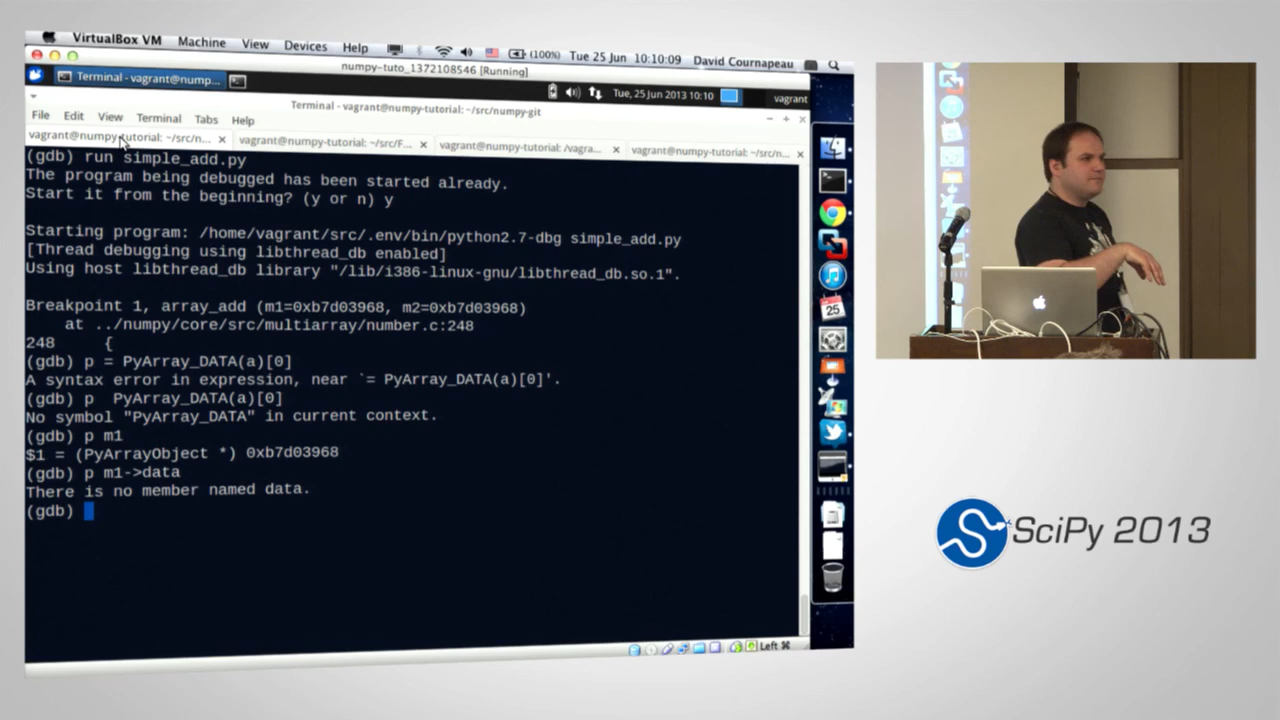 VirtualBox VM Machine View Devices Help (100%) Tue 25 Jun 10:10:09 David Cournapeau
numpy-tuto_1372108546 [Running]
Terminal - vagrant@nump... Tue, 25 Jun 2013 10:10 vagrant
Terminal - vagrant@numpy-tutorial: ~/src/numpy-git
File Edit View Terminal Tabs Help
vagrant@numpy-tutorial: ~/src/n... vagrant@numpy-tutorial: ~/src/F... vagrant@numpy-tutorial: /vagra... vagrant@numpy-tutorial: ~/src/n...
(gdb) run simple_add.py
The program being debugged has been started already.
Start it from the beginning? (y or n) y
Starting program: /home/vagrant/src/.env/bin/python2.7-dbg simple_add.py
[Thread debugging using libthread_db enabled]
Using host libthread_db library "/lib/i386-linux-gnu/libthread_db.so.1".
Breakpoint 1, array_add (m1=0xb7d03968, m2=0xb7d03968)
at ../numpy/core/src/multiarray/number.c:248
248 {
(gdb) p = PyArray_DATA(a)[0]
A syntax error in expression, near `= PyArray_DATA(a)[0]'.
(gdb) p  PyArray_DATA(a)[0]
No symbol "PyArray_DATA" in current context.
(gdb) p m1
$1 = (PyArrayObject *) 0xb7d03968
(gdb) p m1->data
There is no member named data.
(gdb)
25
Left ⌘
SciPy 2013